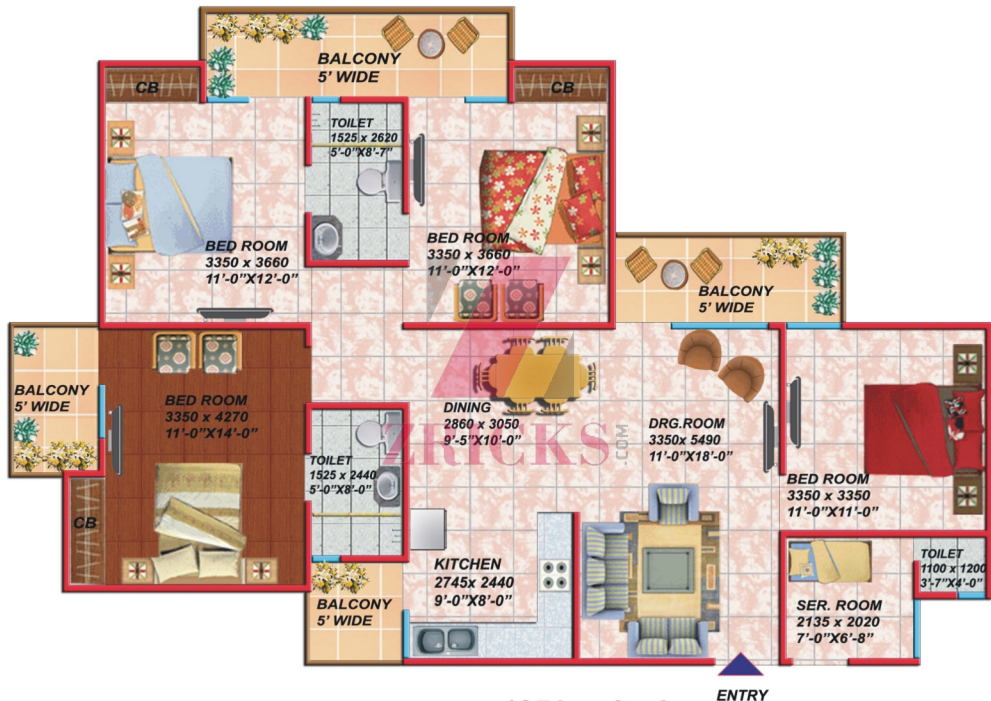 BALCONY
5' WIDE
CB
CB
TOILET
1525 x 2620
5'-0"X8'-7"
BED ROOM
3350 x 3660
11'-0"X12'-0"
BED ROOM
3350 x 3660
11'-0"X12'-0"
BALCONY
5' WIDE
BALCONY
5' WIDE
BED ROOM
3350 x 4270
11'-0"X14'-0"
DINING
2860 x 3050
9'-5"X10'-0"
DRG.ROOM
3350x 5490
11'-0"X18'-0"
ZRICKS
.COM
TOILET
1525 x 2440
5'-0"X8'-0"
BED ROOM
3350 x 3350
11'-0"X11'-0"
CB
KITCHEN
2745x 2440
9'-0"X8'-0"
TOILET
1100 x 1200
3'-7"X4'-0"
BALCONY
5' WIDE
SER. ROOM
2135 x 2020
7'-0"X6'-8"
ENTRY